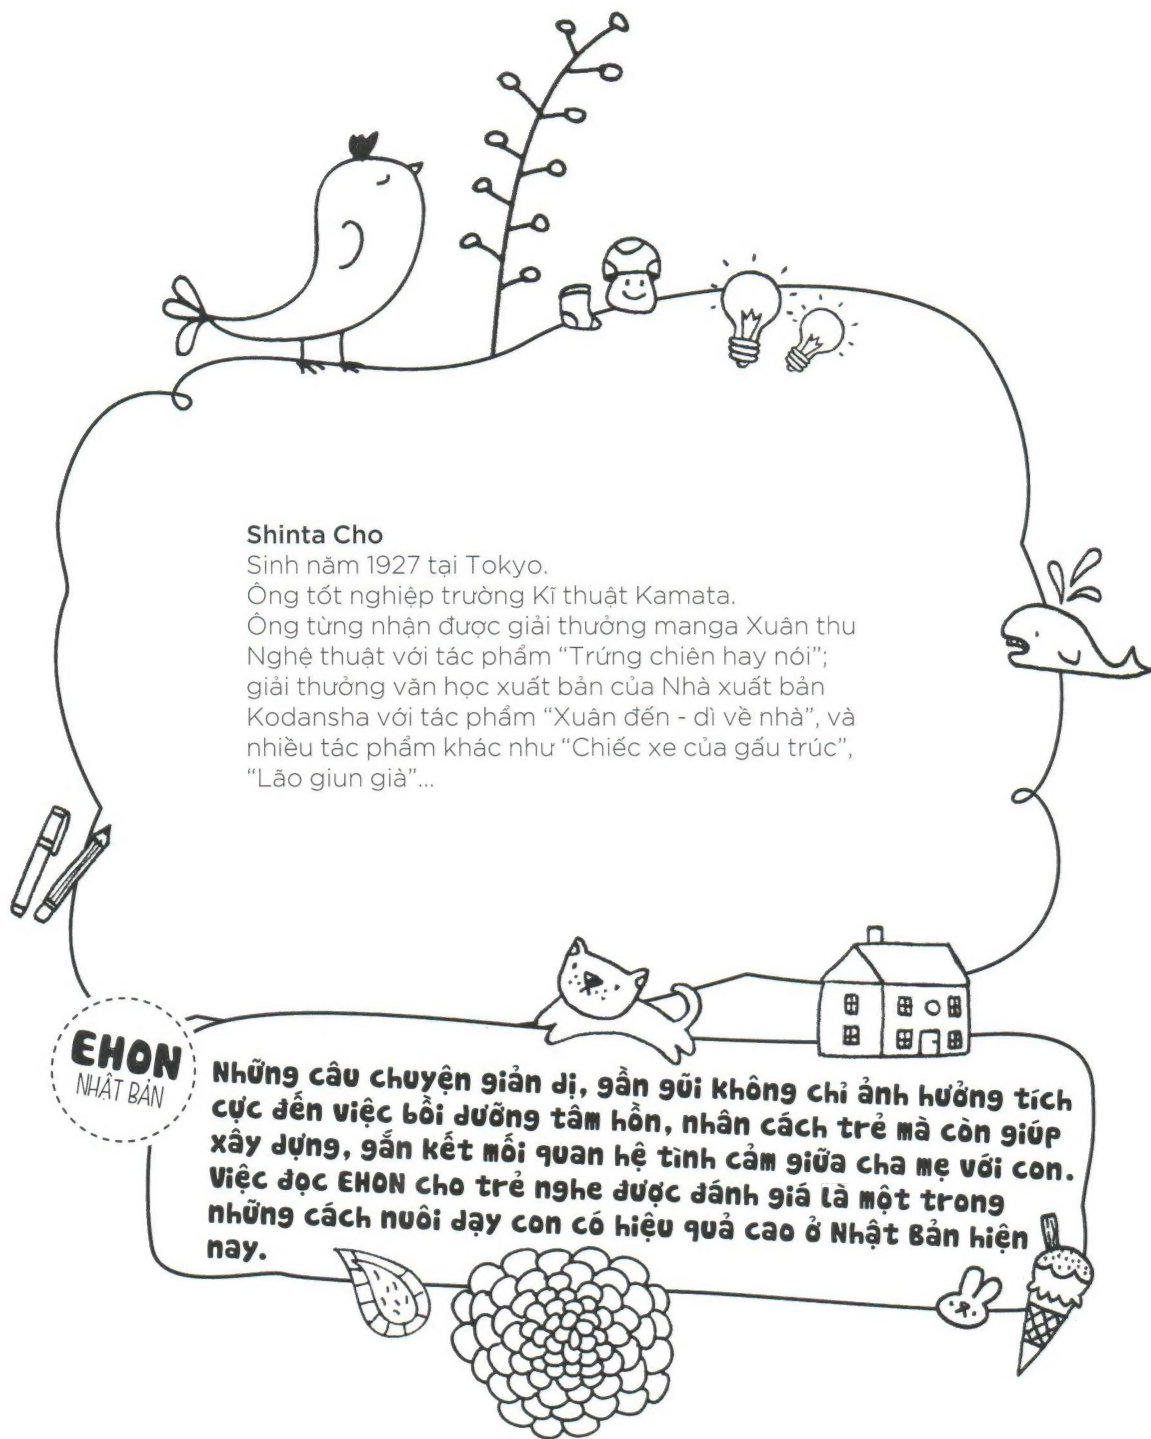 Shinta Cho
Sinh năm 1927 tại Tokyo.
Ông tốt nghiệp trường Kĩ thuật Kamata.
Ông từng nhận được giải thưởng manga Xuân thu
Nghệ thuật với tác phẩm “Trứng chiên hay nói”;
giải thưởng văn học xuất bản của Nhà xuất bản
Kodansha với tác phẩm “Xuân đến - dì về nhà”, và
nhiều tác phẩm khác như “Chiếc xe của gấu trúc”,
“Lão giun già”...
EHON
NHẬT BẢN
Những câu chuyện giản dị, gần gũi không chỉ ảnh hưởng tích
cực đến việc bồi dưỡng tâm hồn, nhân cách trẻ mà còn giúp
xây dựng, gắn kết mối quan hệ tình cảm giữa cha mẹ với con.
Việc đọc EHON cho trẻ nghe được đánh giá là một trong
những cách nuôi dạy con có hiệu quả cao ở Nhật Bản hiện
nay.